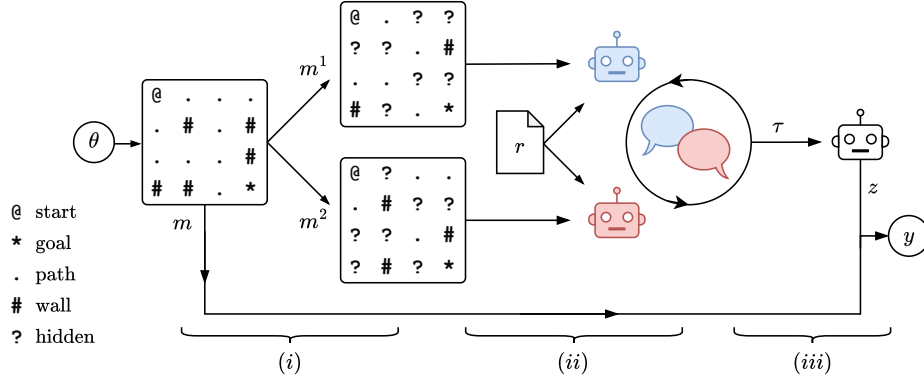 @ . ? ?
? ? . #
. . ? ?
# ? . *
m¹
@ . . .
. # . #
. . . #
# # . *
θ
m
m²
@ ? . .
. # ? ?
? ? . #
? # ? *
r
τ
z
y
@ start
* goal
. path
# wall
? hidden
(i)
(ii)
(iii)